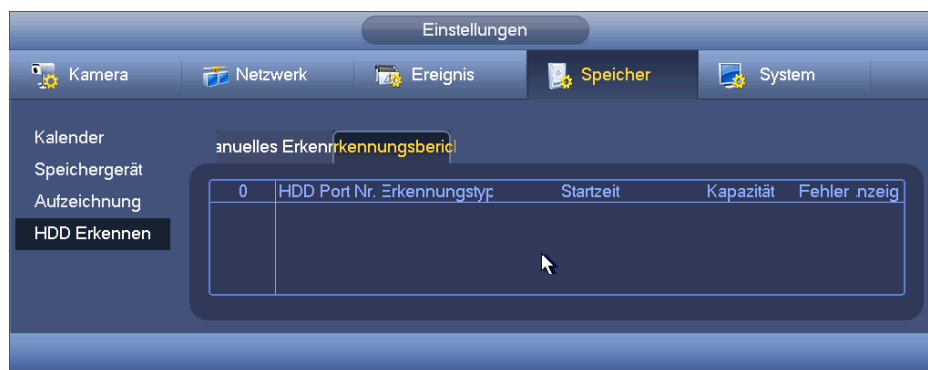 Einstellungen
Kamera Netzwerk Ereignis Speicher System
Kalender
Speichergerät
Aufzeichnung
HDD Erkennen
anuelles Erkenn rkennungsberic
0 HDD Port Nr. Erkennungstyp Startzeit Kapazität Fehler nzeig